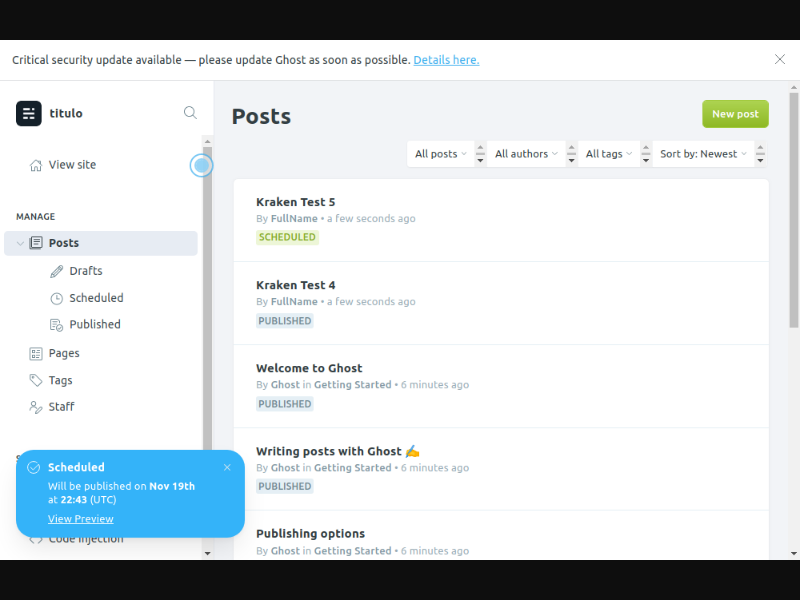 Critical security update available — please update Ghost as soon as possible. Details here.
titulo
View site
MANAGE
Posts
Drafts
Scheduled
Published
Pages
Tags
Staff
Scheduled
Will be published on Nov 19th
at 22:43 (UTC)
View Preview
Code injection
Posts
New post
All posts
All authors
All tags
Sort by: Newest
Kraken Test 5
By FullName • a few seconds ago
SCHEDULED
Kraken Test 4
By FullName • a few seconds ago
PUBLISHED
Welcome to Ghost
By Ghost in Getting Started • 6 minutes ago
PUBLISHED
Writing posts with Ghost ✍️
By Ghost in Getting Started • 6 minutes ago
PUBLISHED
Publishing options
By Ghost in Getting Started • 6 minutes ago